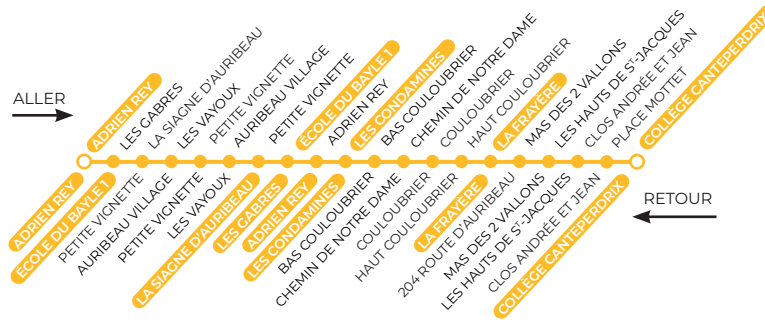 ALLER
ADRIEN REY
LES GABRES
LA SIAGNE D'AURIBEAU
LES VAYOUX
PETITE VIGNETTE
AURIBEAU VILLAGE
PETITE VIGNETTE
ÉCOLE DU BAYLE 1
ADRIEN REY
LES CONDAMINES
BAS COULOUBRIER
CHEMIN DE NOTRE DAME
COULOUBRIER
HAUT COULOUBRIER
LA FRAYÈRE
MAS DES 2 VALLONS
LES HAUTS DE ST-JACQUES
CLOS ANDRÉE ET JEAN
PLACE MOTTET
COLLÈGE CANTEPERDRIX
ADRIEN REY
ÉCOLE DU BAYLE 1
PETITE VIGNETTE
AURIBEAU VILLAGE
PETITE VIGNETTE
LES VAYOUX
LA SIAGNE D'AURIBEAU
LES GABRES
ADRIEN REY
LES CONDAMINES
BAS COULOUBRIER
CHEMIN DE NOTRE DAME
COULOUBRIER
HAUT COULOUBRIER
LA FRAYÈRE
204 ROUTE D'AURIBEAU
MAS DES 2 VALLONS
LES HAUTS DE ST-JACQUES
CLOS ANDRÉE ET JEAN
COLLÈGE CANTEPERDRIX
RETOUR